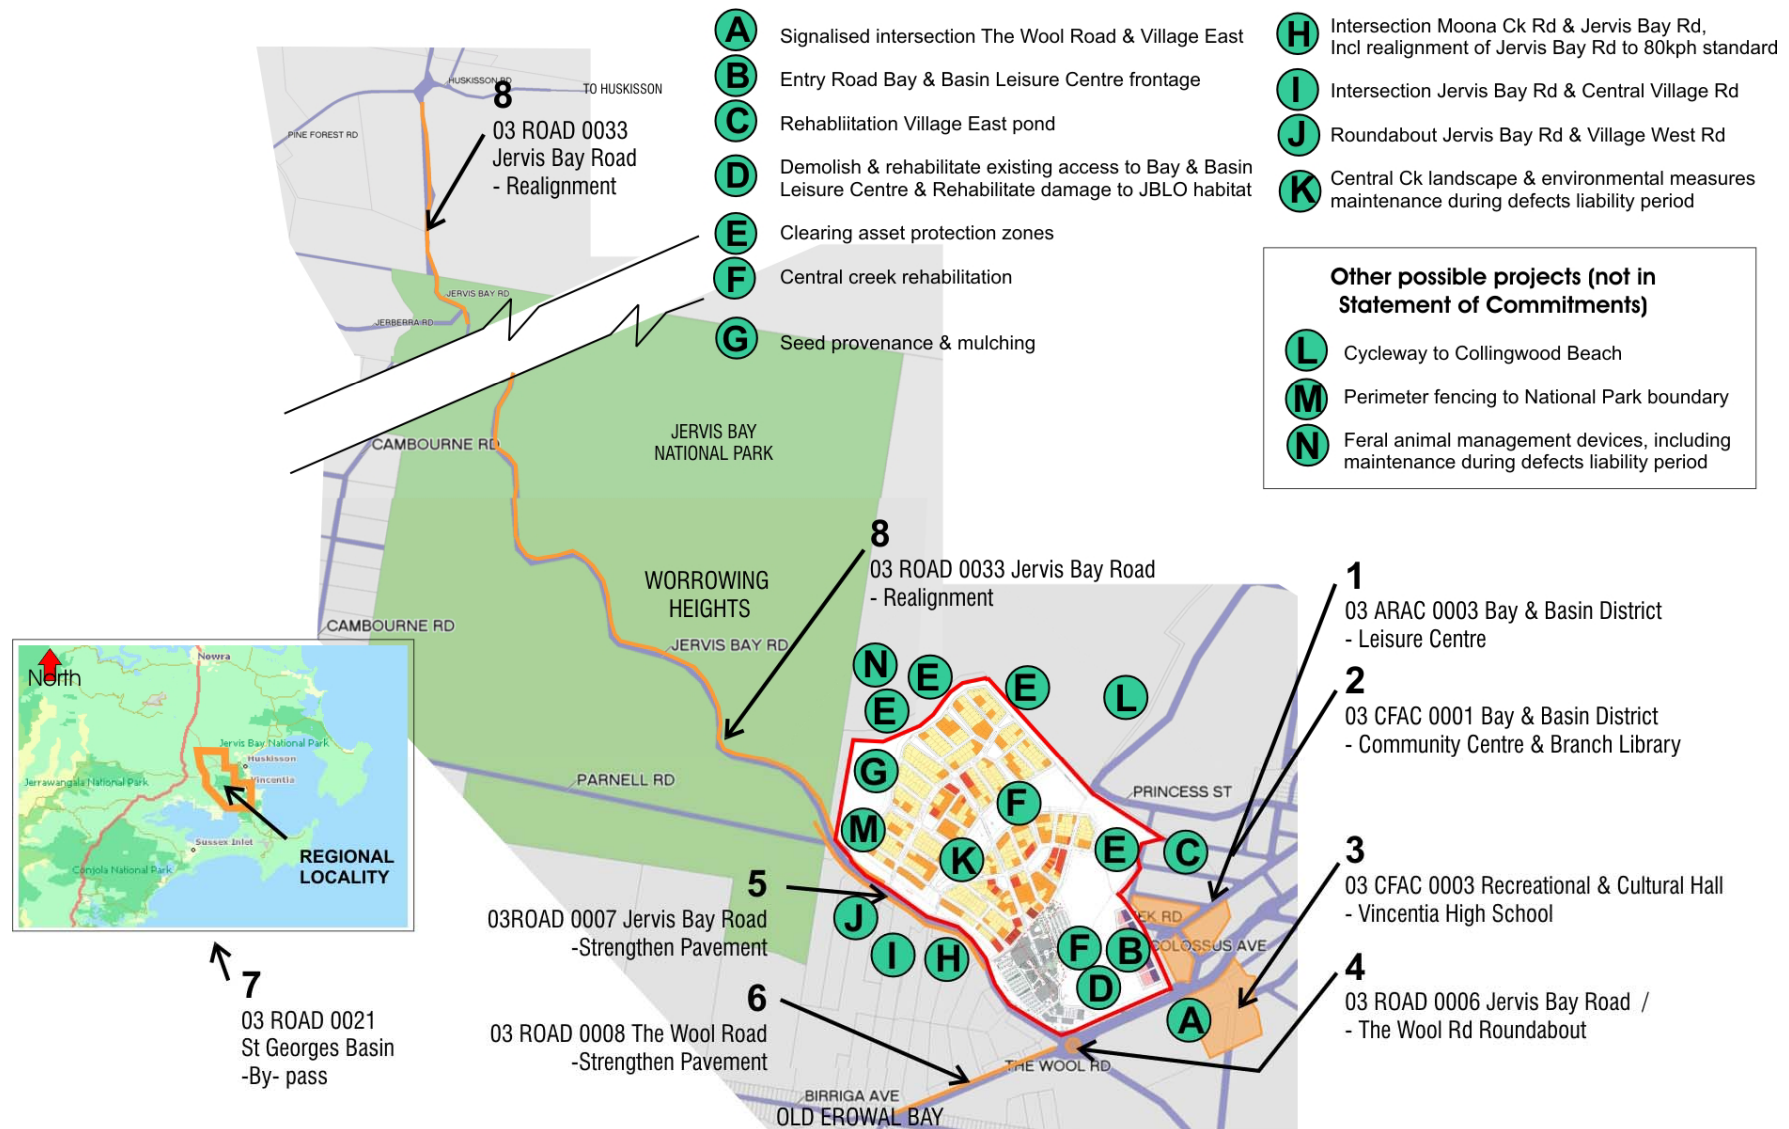 A Signalised intersection The Wool Road & Village East
B Entry Road Bay & Basin Leisure Centre frontage
C Rehabliitation Village East pond
D Demolish & rehabilitate existing access to Bay & Basin
Leisure Centre & Rehabilitate damage to JBLO habitat
E Clearing asset protection zones
F Central creek rehabilitation
G Seed provenance & mulching
H Intersection Moona Ck Rd & Jervis Bay Rd,
Incl realignment of Jervis Bay Rd to 80kph standard
I Intersection Jervis Bay Rd & Central Village Rd
J Roundabout Jervis Bay Rd & Village West Rd
K Central Ck landscape & environmental measures
maintenance during defects liability period
Other possible projects (not in
Statement of Commitments)
L Cycleway to Collingwood Beach
M Perimeter fencing to National Park boundary
N Feral animal management devices, including
maintenance during defects liability period
HUSKISSON RD
TO HUSKISSON
PINE FOREST RD
8
03 ROAD 0033
Jervis Bay Road
- Realignment
JERVIS BAY RD
JERBERRA RD
CAMBOURNE RD
JERVIS BAY
NATIONAL PARK
8
03 ROAD 0033 Jervis Bay Road
- Realignment
WORROWING
HEIGHTS
CAMBOURNE RD
JERVIS BAY RD
PARNELL RD
1
03 ARAC 0003 Bay & Basin District
- Leisure Centre
2
03 CFAC 0001 Bay & Basin District
- Community Centre & Branch Library
3
03 CFAC 0003 Recreational & Cultural Hall
- Vincentia High School
4
03 ROAD 0006 Jervis Bay Road /
- The Wool Rd Roundabout
N
E
E
E
L
G
F
M
K
E
C
J
I
H
F
B
D
A
PRINCESS ST
EK RD
COLOSSUS AVE
5
03ROAD 0007 Jervis Bay Road
-Strengthen Pavement
6
03 ROAD 0008 The Wool Road
-Strengthen Pavement
THE WOOL RD
BIRRIGA AVE
OLD EROWAL BAY
North
Nowra
Jervis Bay National Park
Huskisson
Vincentia
Jerrawangala National Park
Sussex Inlet
Conjola National Park
REGIONAL
LOCALITY
7
03 ROAD 0021
St Georges Basin
-By- pass